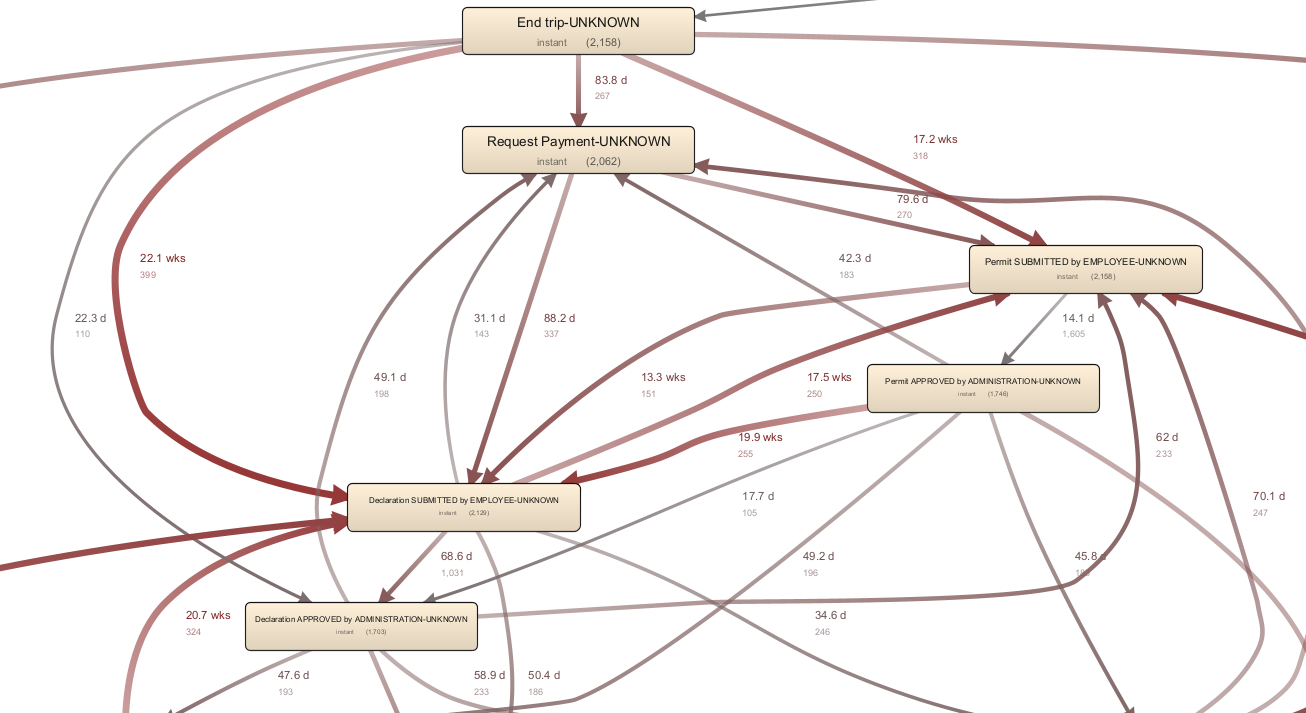 End trip-UNKNOWN
instant (2,158)
83.8 d
267
Request Payment-UNKNOWN
instant (2,062)
17.2 wks
318
79.6 d
270
22.1 wks
399
42.3 d
183
Permit SUBMITTED by EMPLOYEE-UNKNOWN
instant (2,158)
22.3 d
110
31.1 d
143
88.2 d
337
14.1 d
1,605
49.1 d
198
13.3 wks
151
17.5 wks
250
Permit APPROVED by ADMINISTRATION-UNKNOWN
instant (1,746)
19.9 wks
255
62 d
233
17.7 d
105
70.1 d
247
Declaration SUBMITTED by EMPLOYEE-UNKNOWN
instant (2,129)
68.6 d
1,031
49.2 d
196
45.8 d
20.7 wks
324
Declaration APPROVED by ADMINISTRATION-UNKNOWN
instant (1,703)
34.6 d
246
47.6 d
193
58.9 d
233
50.4 d
186